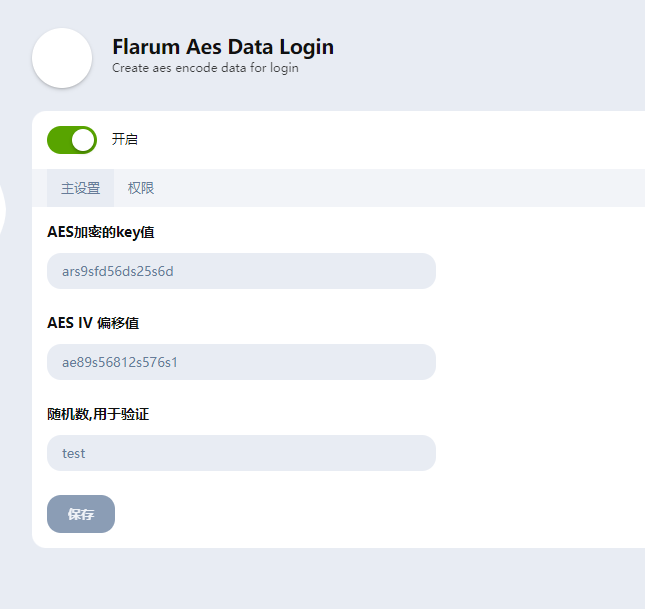 Flarum Aes Data Login
Create aes encode data for login
开启
主设置 权限
AES加密的key值
ars9sfd56ds25s6d
AES IV 偏移值
ae89s56812s576s1
随机数,用于验证
test
保存